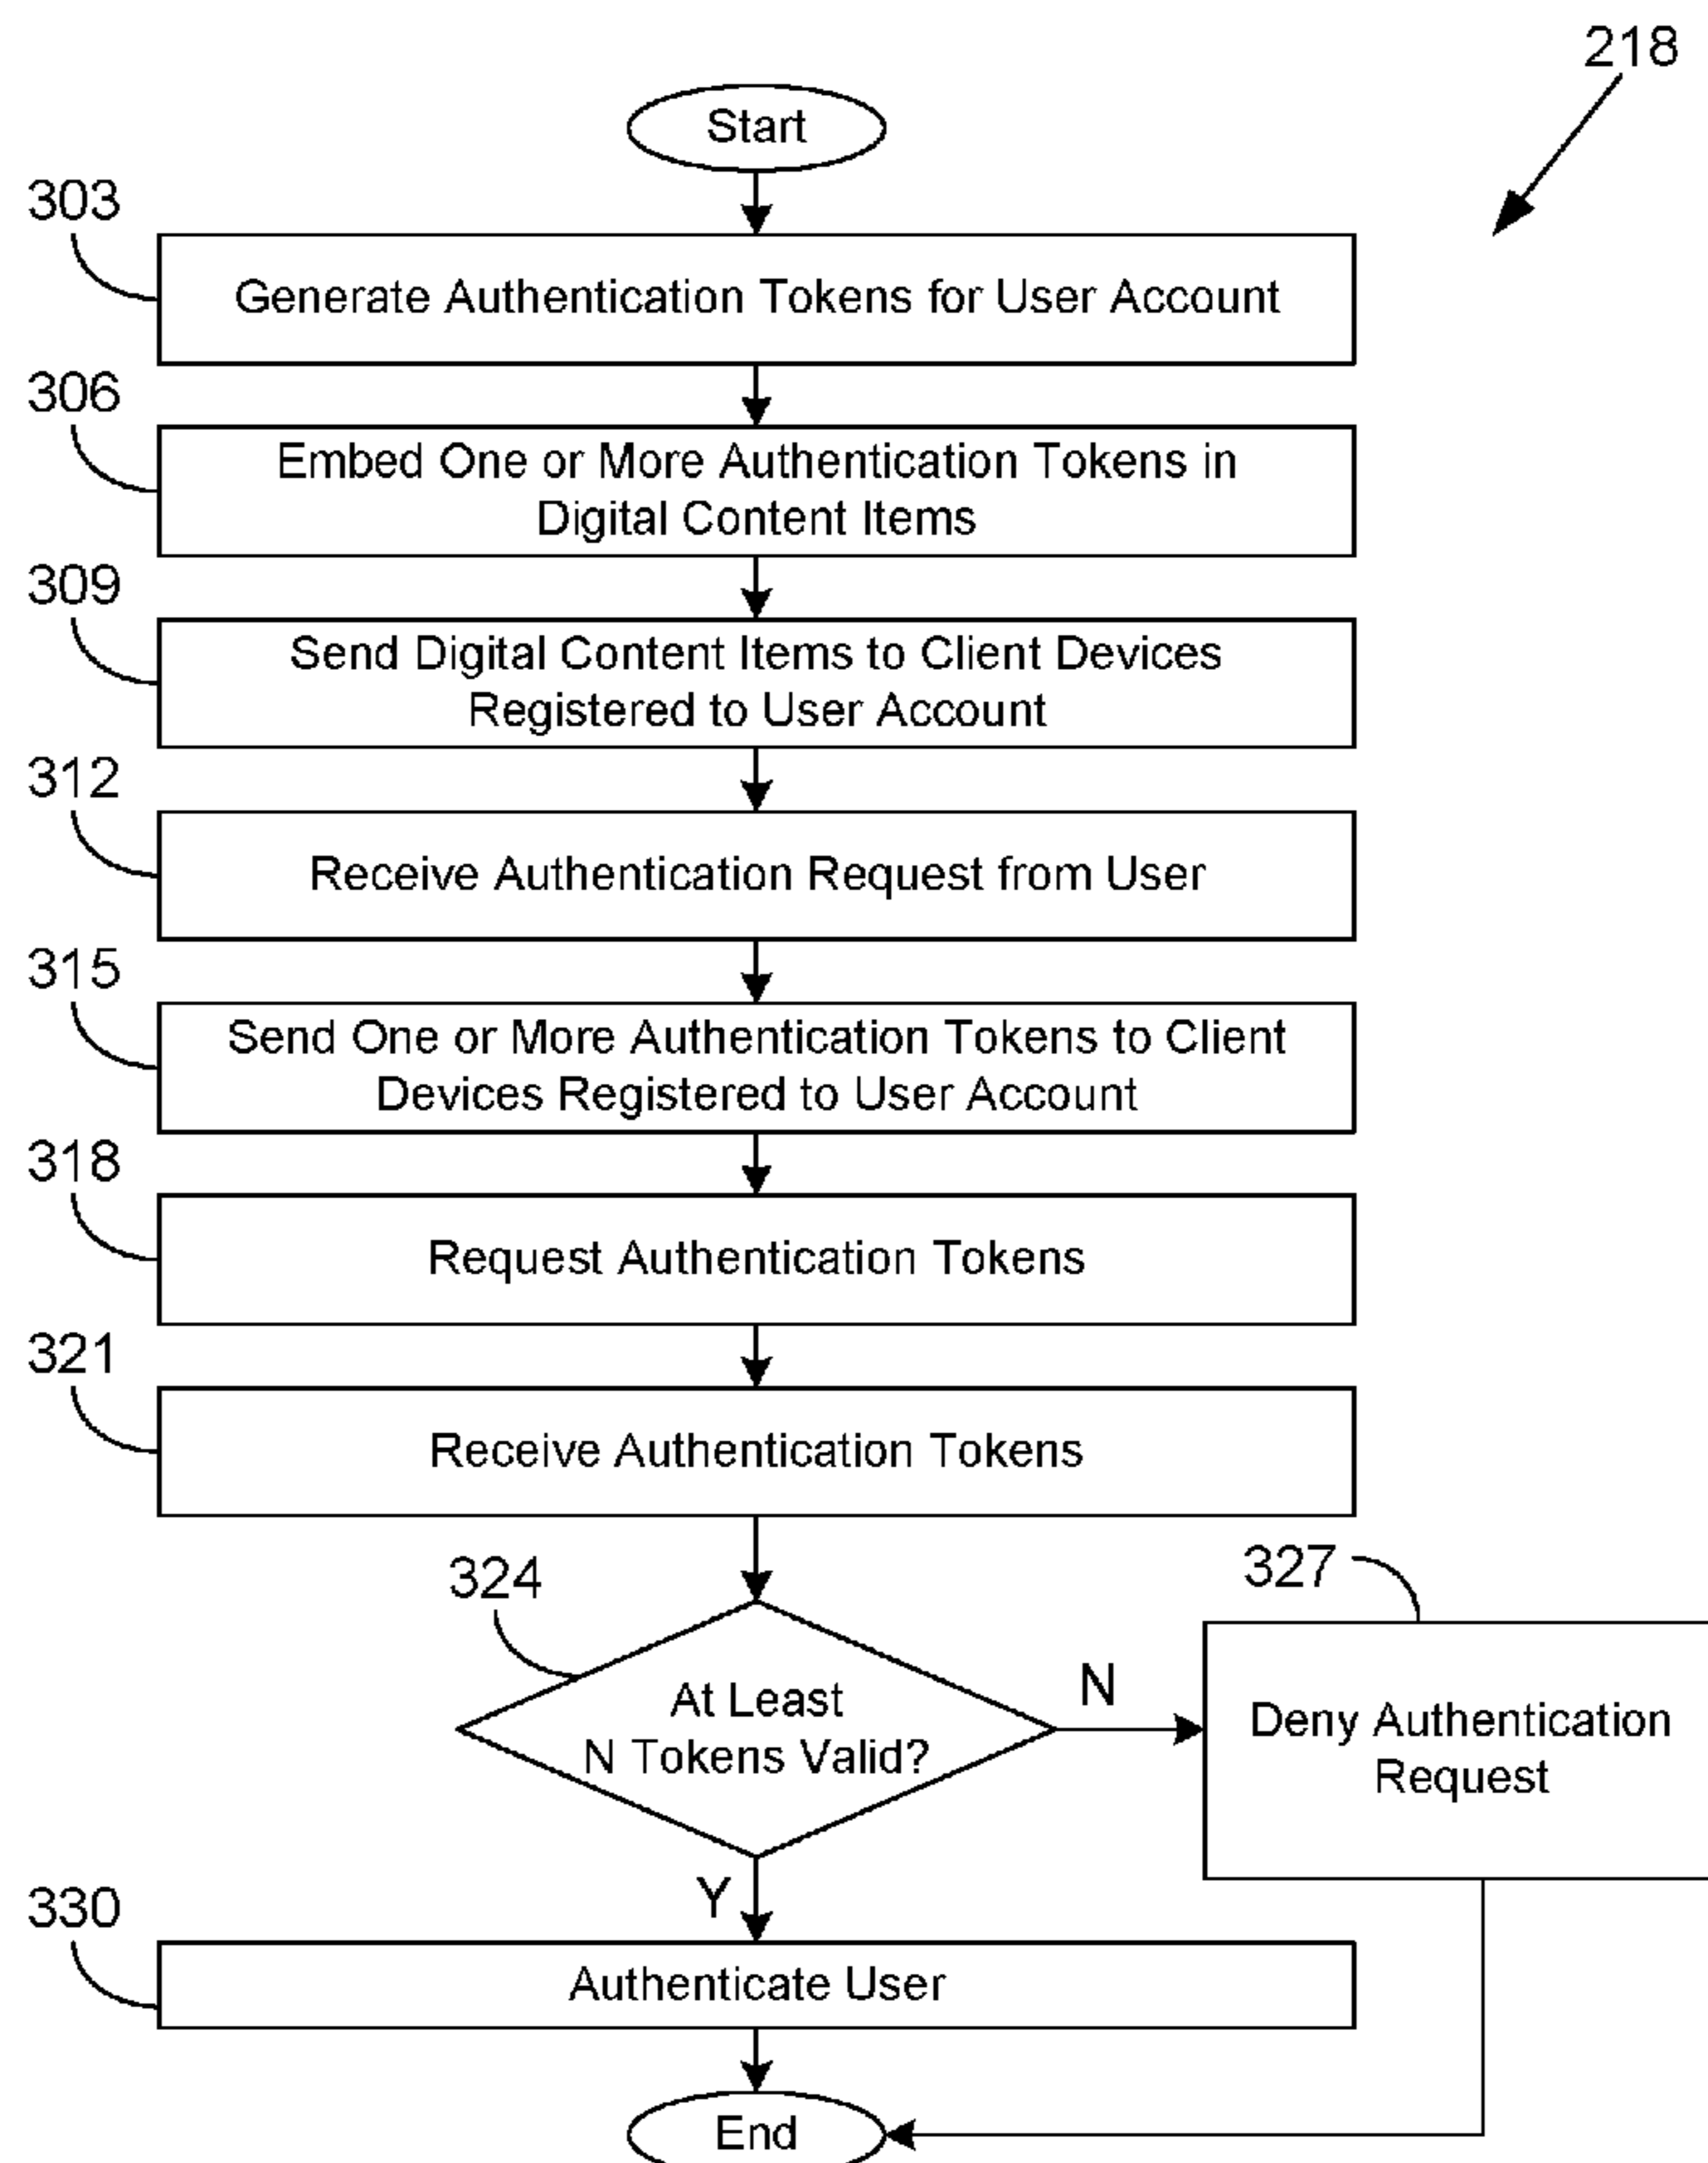 218
Start
303
Generate Authentication Tokens for User Account
306
Embed One or More Authentication Tokens in
Digital Content Items
309
Send Digital Content Items to Client Devices
Registered to User Account
312
Receive Authentication Request from User
315
Send One or More Authentication Tokens to Client
Devices Registered to User Account
318
Request Authentication Tokens
321
Receive Authentication Tokens
324
At Least
N Tokens Valid?
N
327
Deny Authentication
Request
Y
330
Authenticate User
End